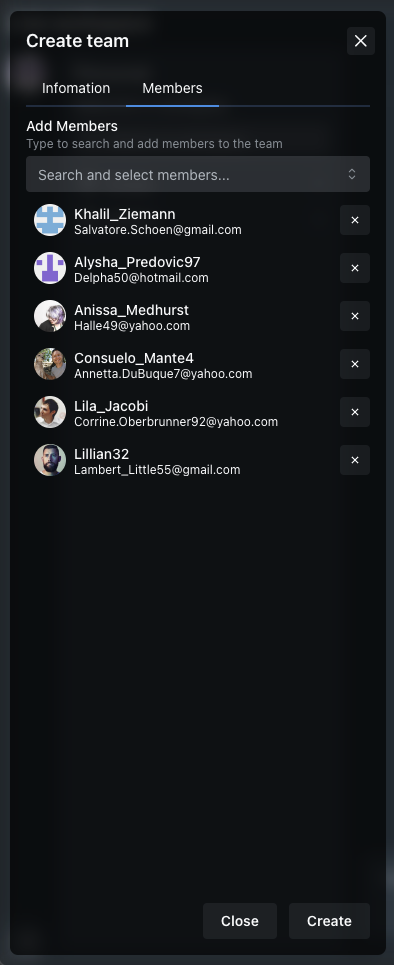 Create team
Infomation
Members
Add Members
Type to search and add members to the team
Search and select members...
Khalil_Ziemann
Salvatore.Schoen@gmail.com
Alysha_Predovic97
Delpha50@hotmail.com
Anissa_Medhurst
Halle49@yahoo.com
Consuelo_Mante4
Annetta.DuBuque7@yahoo.com
Lila_Jacobi
Corrine.Oberbrunner92@yahoo.com
Lillian32
Lambert_Little55@gmail.com
Close
Create